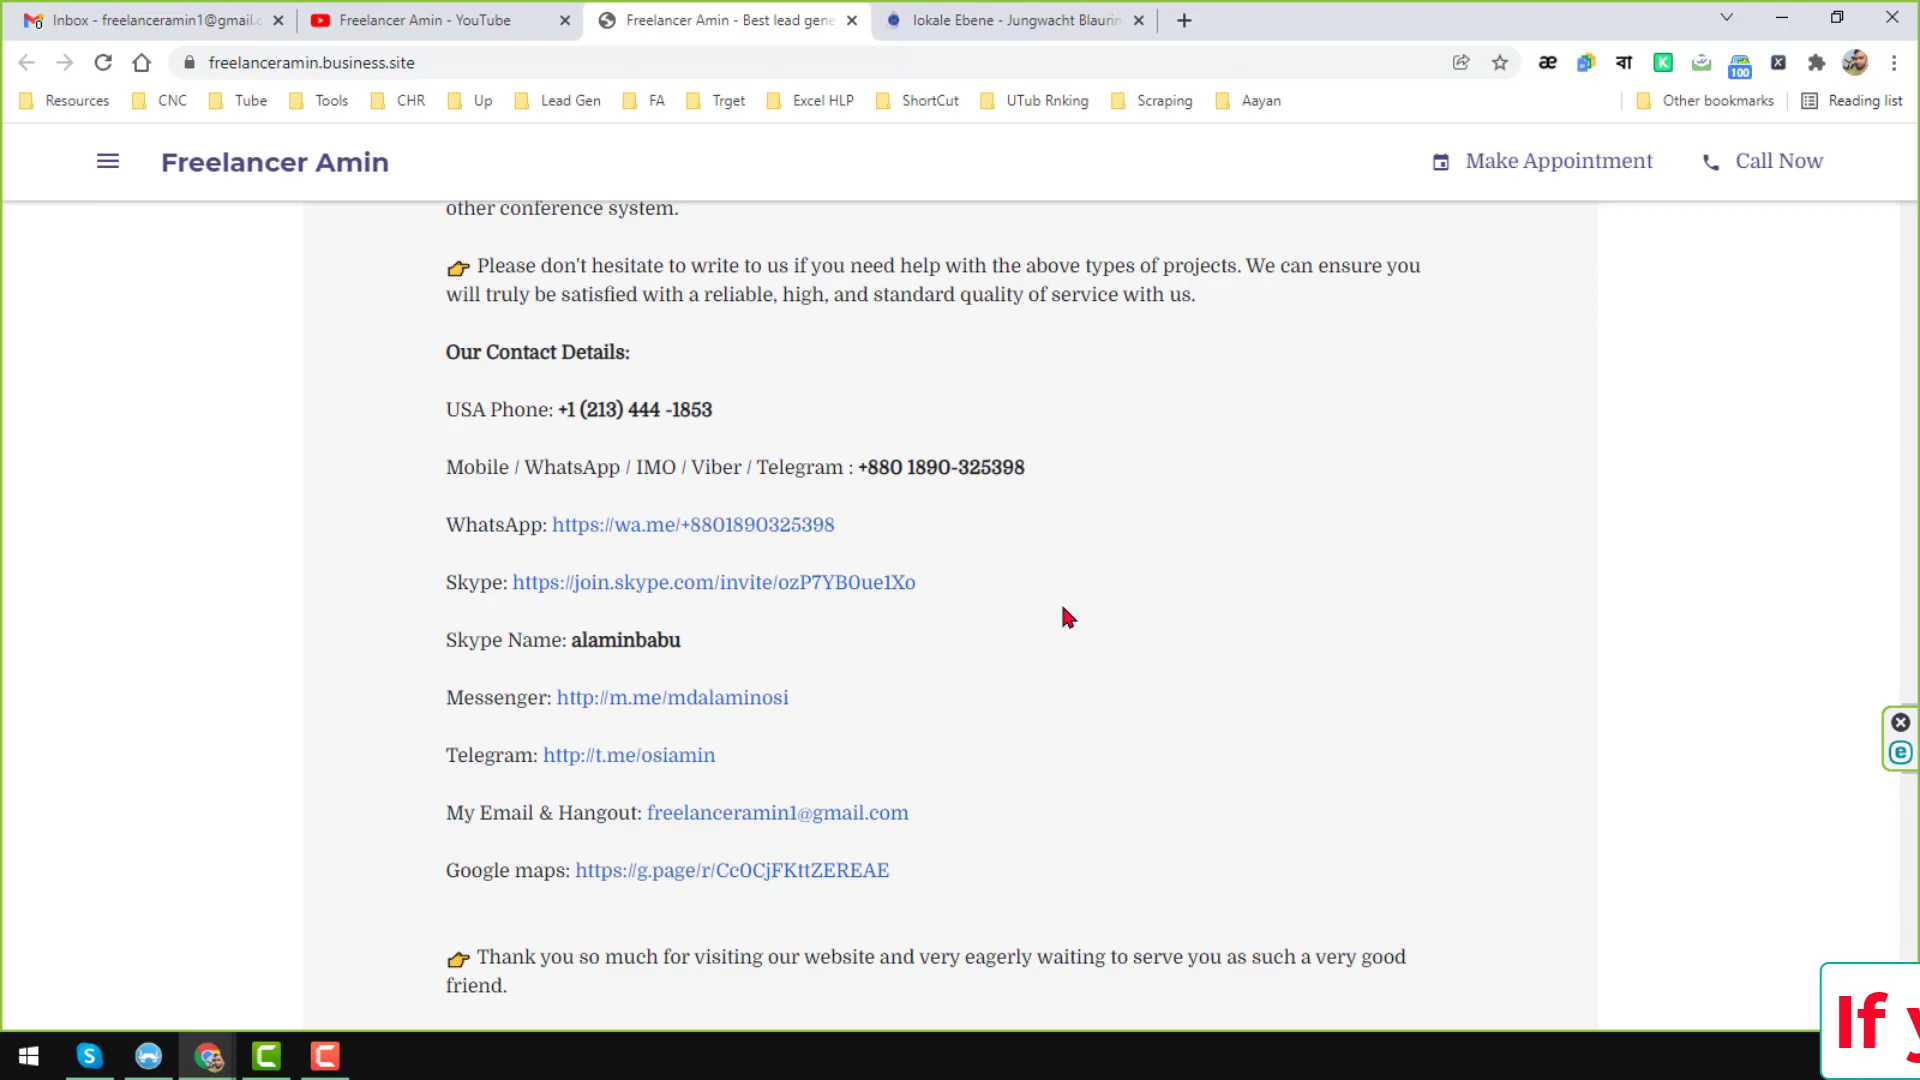 Inbox - freelanceramin1@gmail.c
Freelancer Amin - YouTube
Freelancer Amin - Best lead gene
lokale Ebene - Jungwacht Blaurin
freelanceramin.business.site
100
Resources
CNC
Tube
Tools
CHR
Up
Lead Gen
FA
Trget
Excel HLP
ShortCut
UTub Rnking
Scraping
Aayan
Other bookmarks
Reading list
Freelancer Amin
Make Appointment
Call Now
other conference system.
👉 Please don't hesitate to write to us if you need help with the above types of projects. We can ensure you
will truly be satisfied with a reliable, high, and standard quality of service with us.
Our Contact Details:
USA Phone: +1 (213) 444 -1853
Mobile / WhatsApp / IMO / Viber / Telegram : +880 1890-325398
WhatsApp: https://wa.me/+8801890325398
Skype: https://join.skype.com/invite/ozP7YB0ue1Xo
Skype Name: alaminbabu
Messenger: http://m.me/mdalaminosi
Telegram: http://t.me/osiamin
My Email & Hangout: freelanceramin1@gmail.com
Google maps: https://g.page/r/Cc0CjFKttZEREAE
👉 Thank you so much for visiting our website and very eagerly waiting to serve you as such a very good
friend.
If